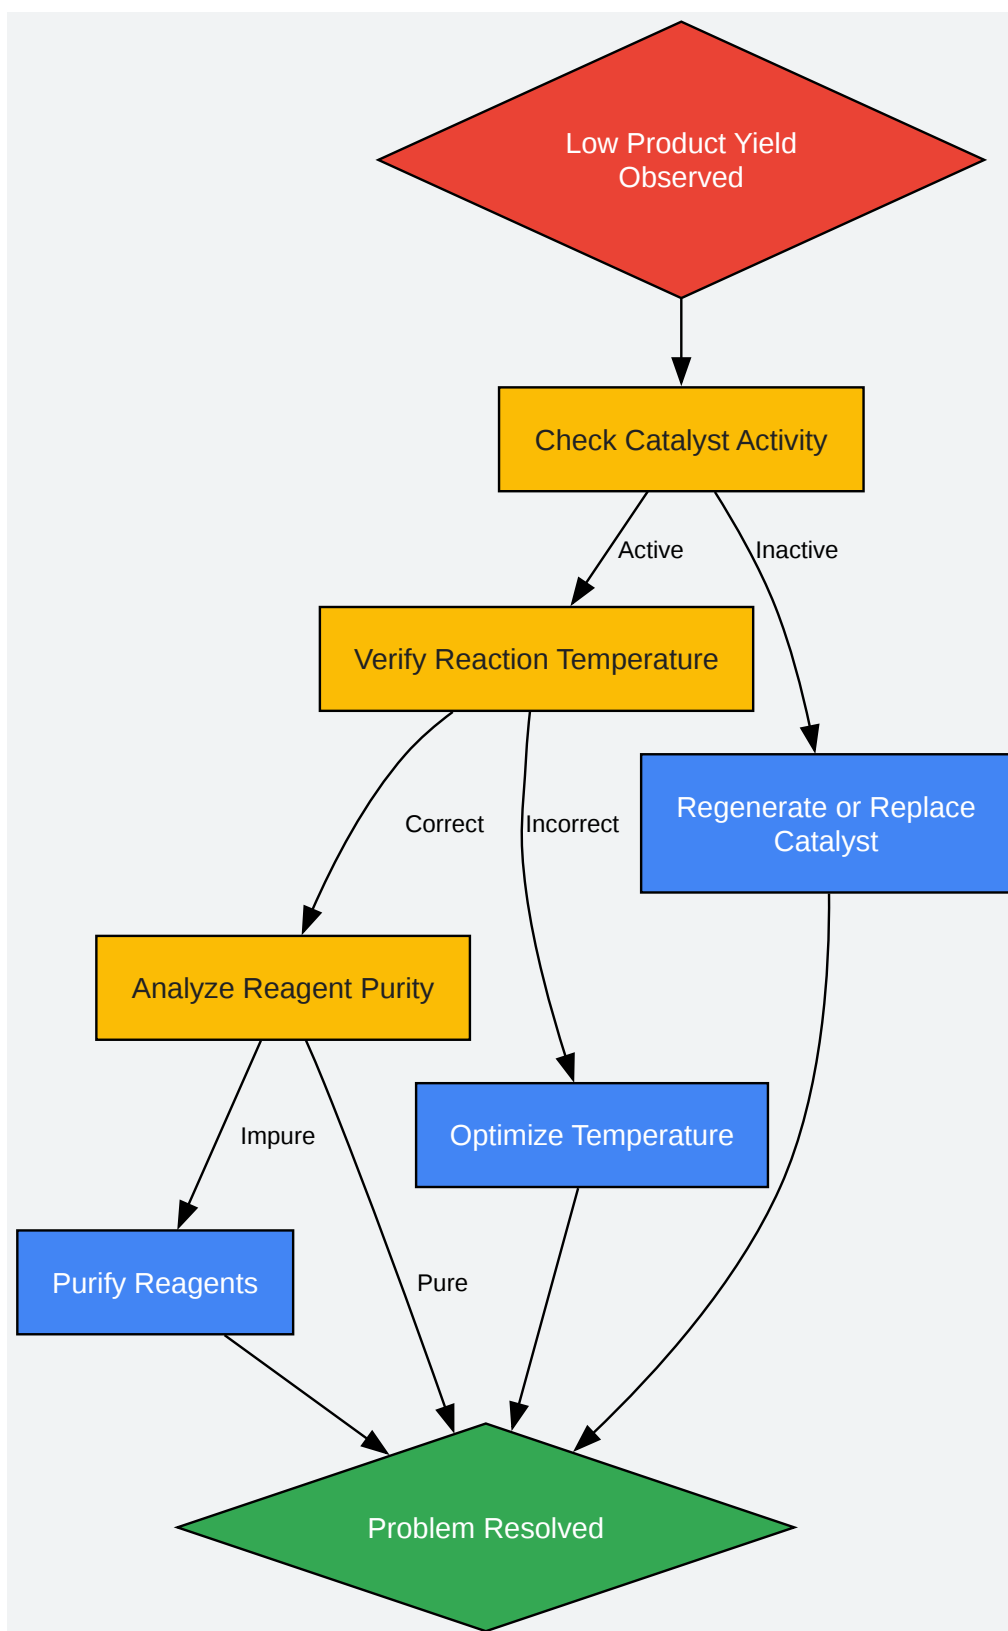 Low Product Yield
Observed
Check Catalyst Activity
Active
Inactive
Verify Reaction Temperature
Regenerate or Replace
Catalyst
Correct
Incorrect
Analyze Reagent Purity
Optimize Temperature
Impure
Purify Reagents
Pure
Problem Resolved